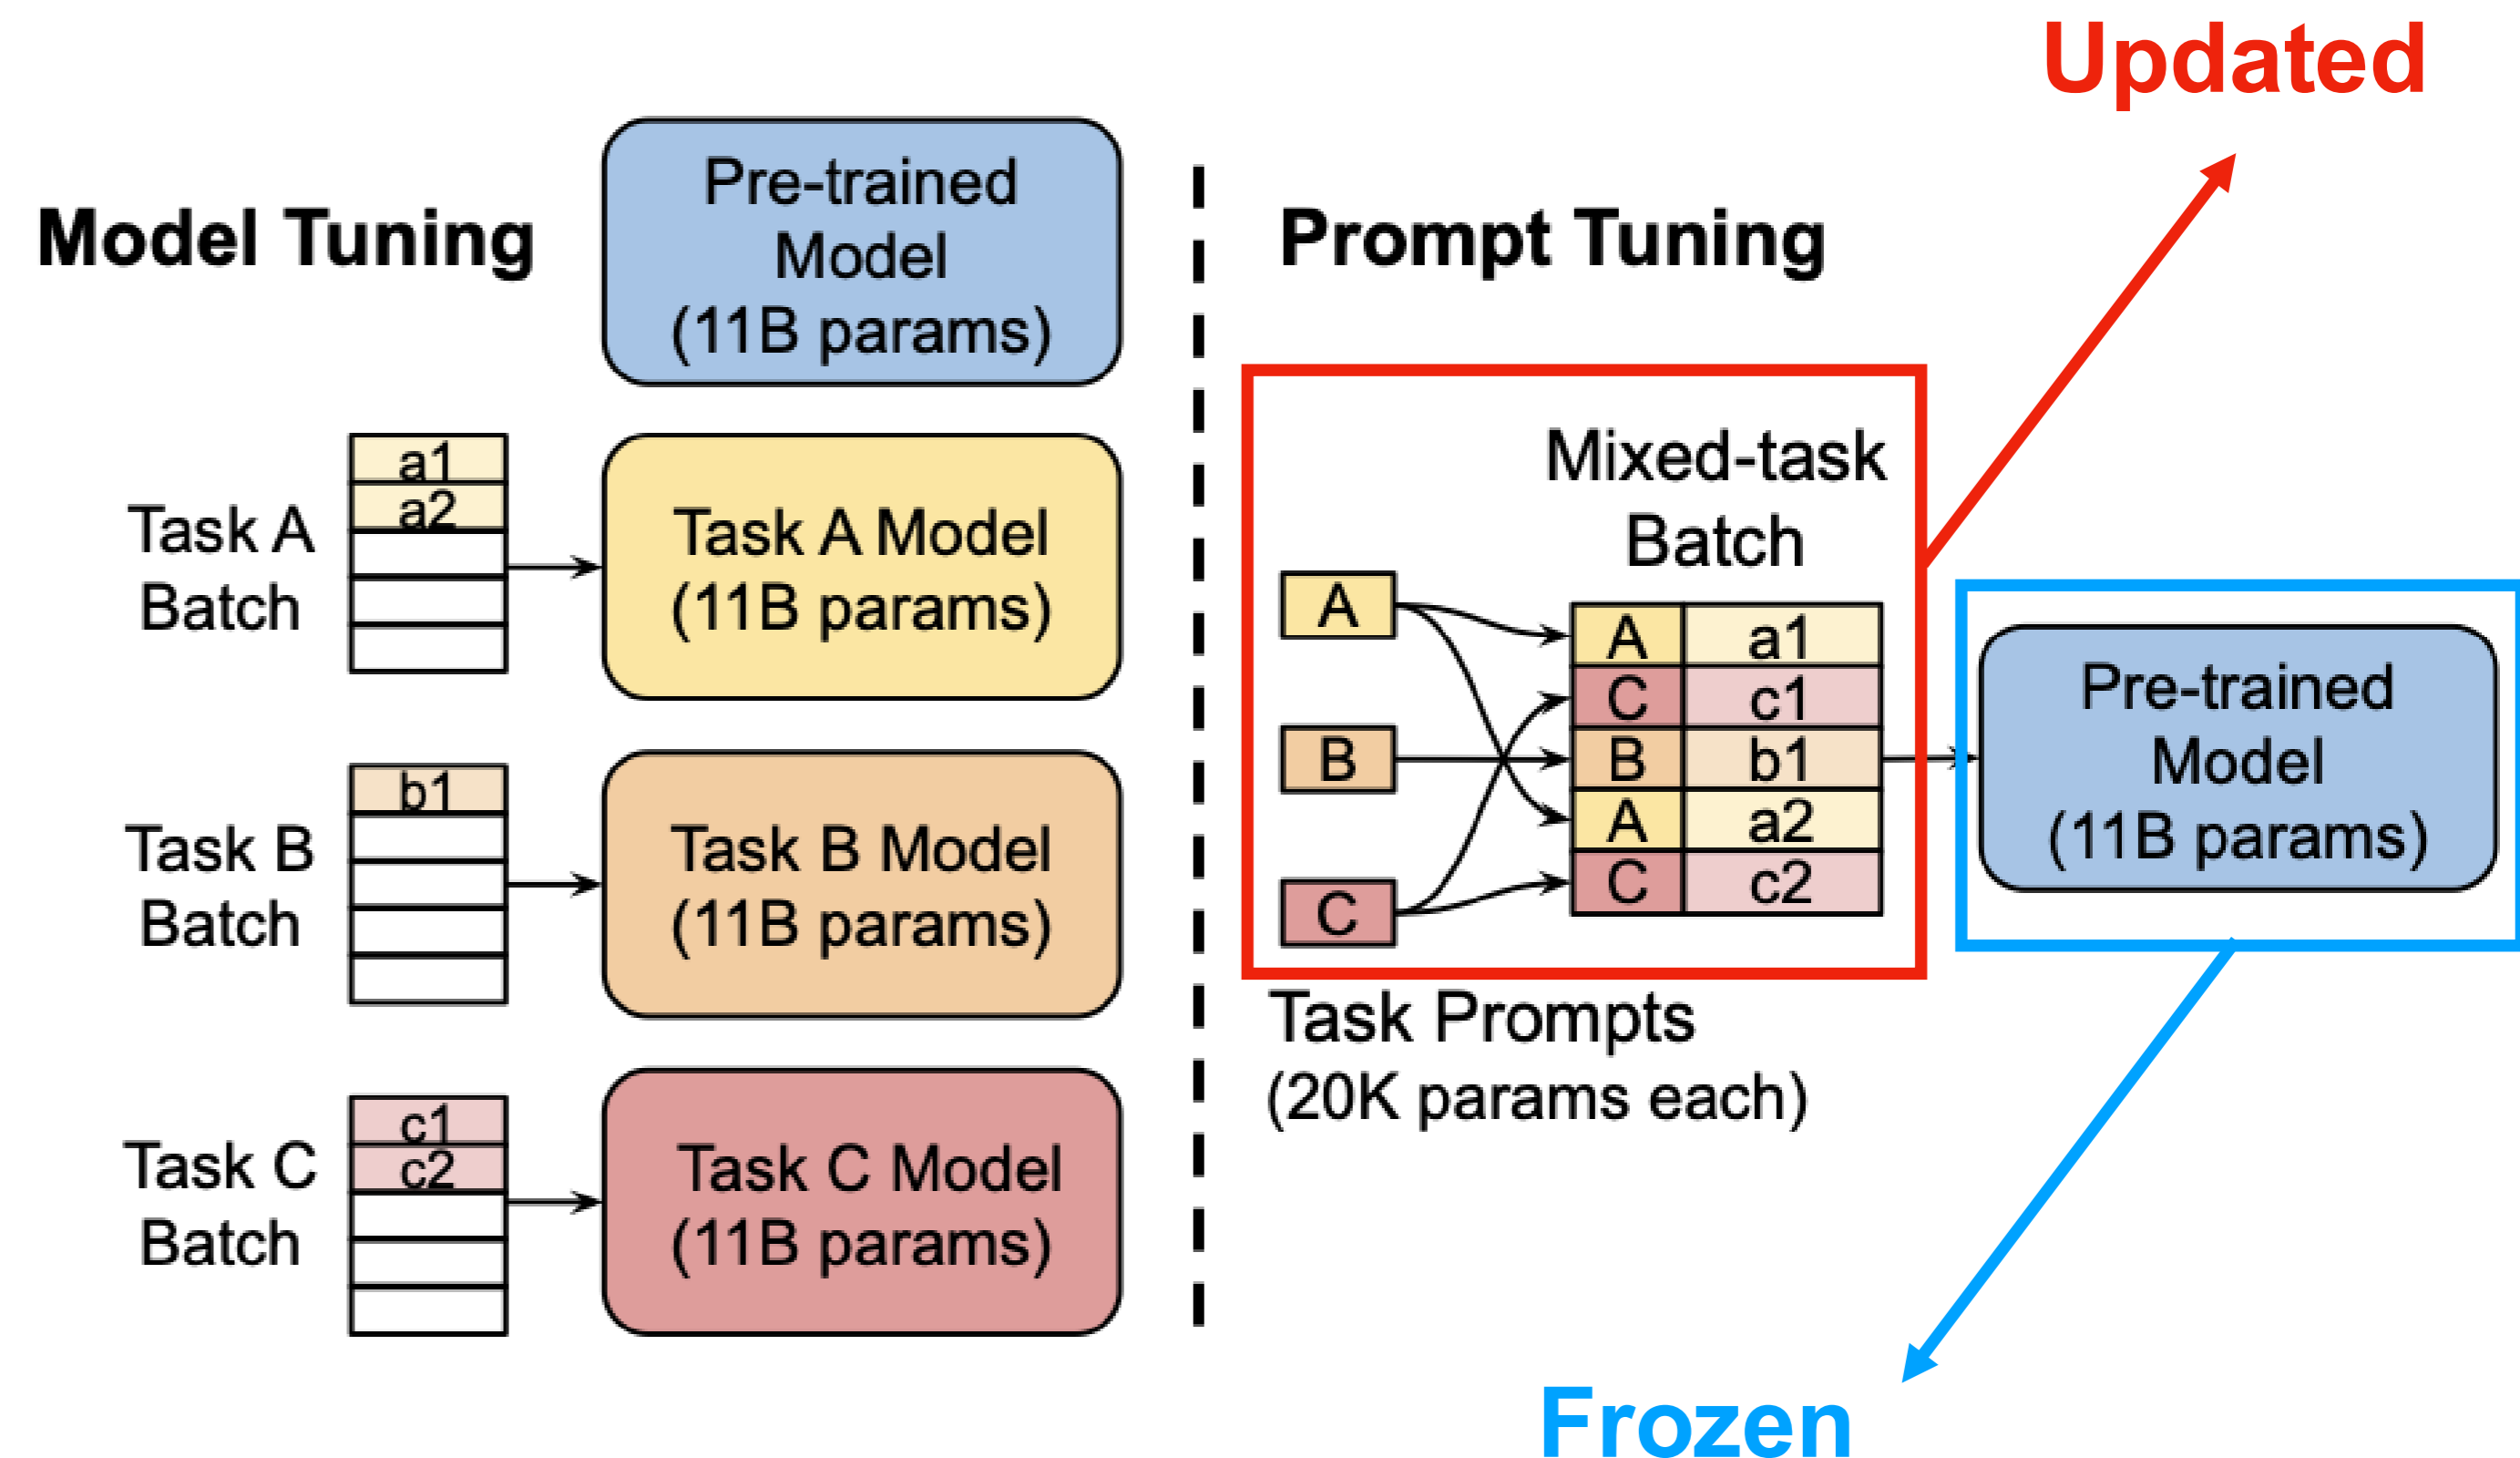 Updated
Model Tuning
Pre-trained
Model
(11B params)
a1
a2
Task A
Batch
Task A Model
(11B params)
b1
Task B
Batch
Task B Model
(11B params)
c1
c2
Task C
Batch
Task C Model
(11B params)
Prompt Tuning
Mixed-task
Batch
A
B
C
A a1
C c1
B b1
A a2
C c2
Task Prompts
(20K params each)
Pre-trained
Model
(11B params)
Frozen